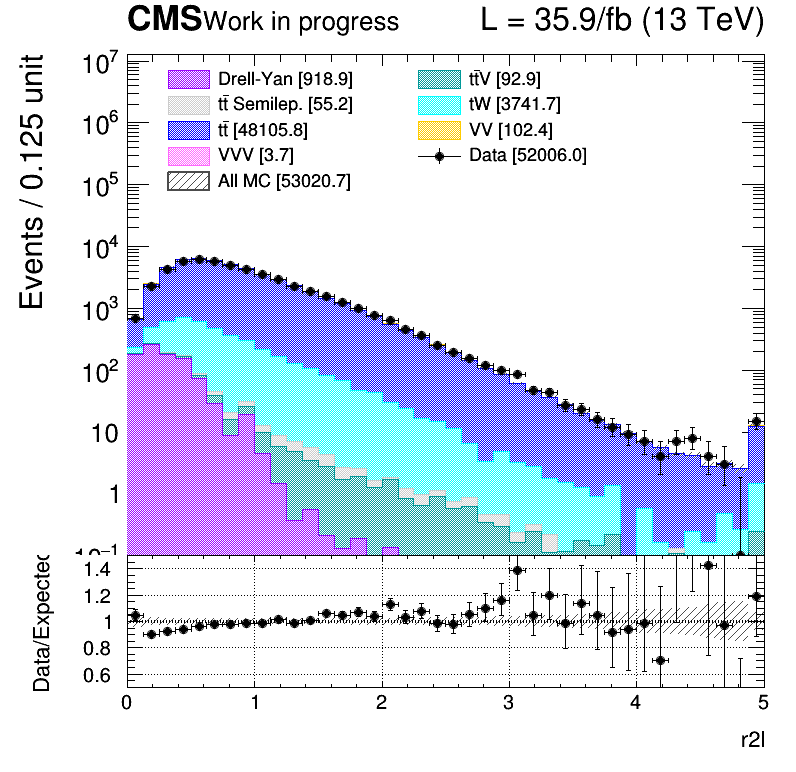 CMS Work in progress L = 35.9/fb (13 TeV)
Events / 0.125 unit
10⁷
10⁶
10⁵
10⁴
10³
10²
10
1
10⁻¹
Drell-Yan [918.9]
tt̄ Semilep. [55.2]
tt̄ [48105.8]
VVV [3.7]
All MC [53020.7]
tt̄V [92.9]
tW [3741.7]
VV [102.4]
Data [52006.0]
Data/Expected
1.4
1.2
1
0.8
0.6
0 1 2 3 4 5
r2l